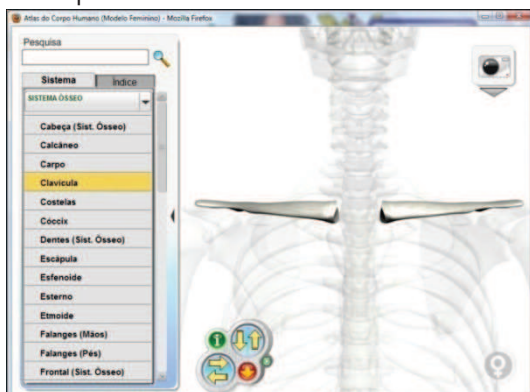 Atlas do Corpo Humano (Modelo Feminino) - Mozilla Firefox
Pesquisa
Sistema
Índice
SISTEMA ÓSSEO
Cabeça (Sist. Ósseo)
Calcâneo
Carpo
Clavícula
Costelas
Cóccix
Dentes (Sist. Ósseo)
Escápula
Esfenoide
Esterno
Etmoide
Falanges (Mãos)
Falanges (Pés)
Frontal (Sist. Ósseo)